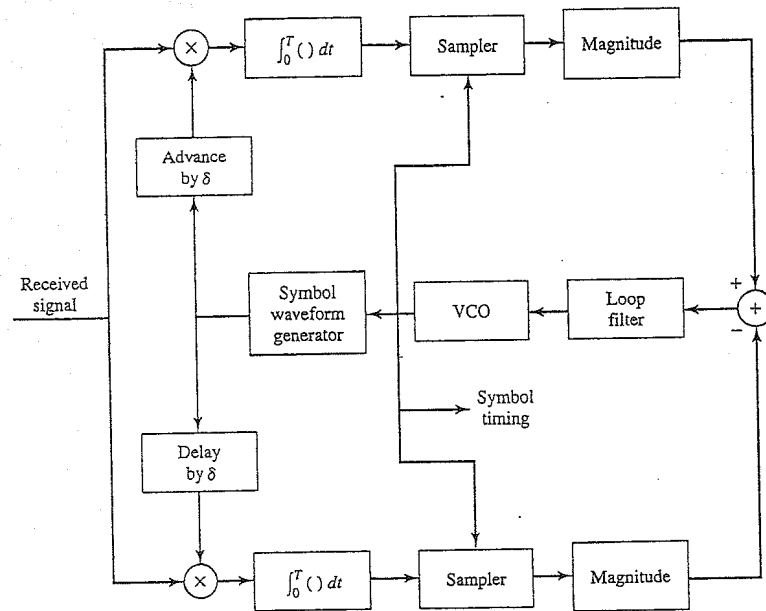 ×
∫₀ᵀ ( ) dt
Sampler
Magnitude
Advance
by δ
Received
signal
Symbol
waveform
generator
VCO
Loop
filter
+
+
−
Symbol
timing
Delay
by δ
×
∫₀ᵀ ( ) dt
Sampler
Magnitude